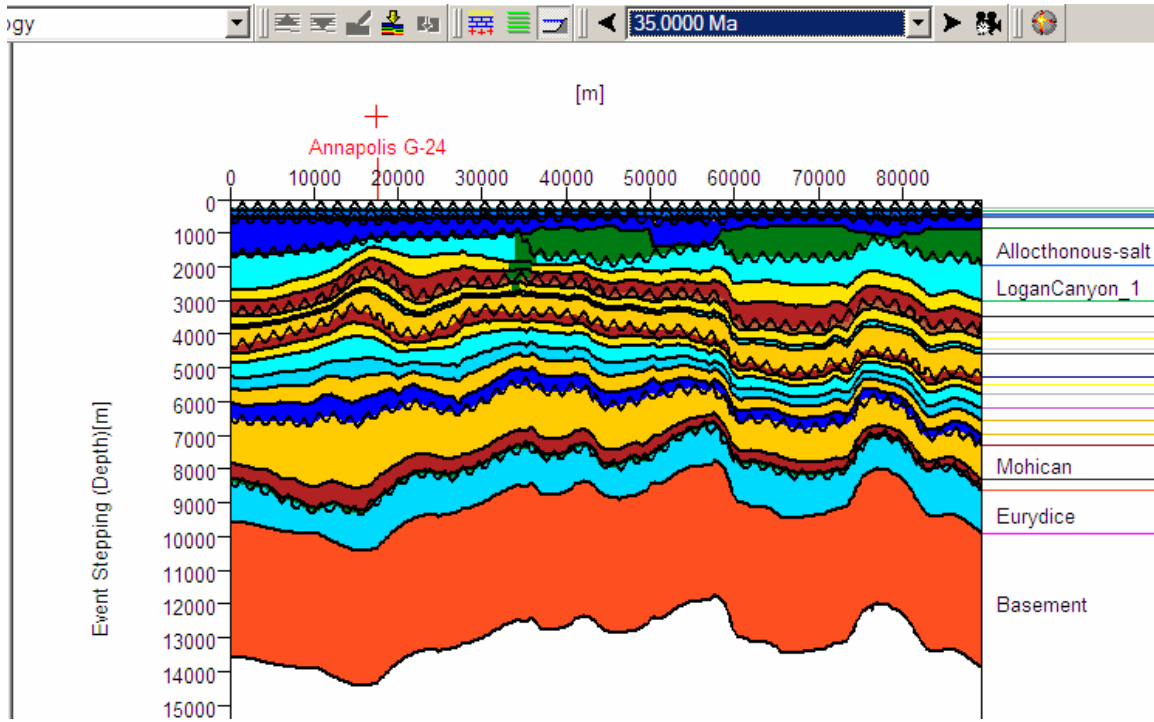 ogy
35.0000 Ma
[m]
Annapolis G-24
0 10000 20000 30000 40000 50000 60000 70000 80000
0
1000
2000
3000
4000
5000
6000
7000
8000
9000
10000
11000
12000
13000
14000
15000
Event Stepping (Depth)[m]
Allocthonous-salt
LoganCanyon_1
Mohican
Eurydice
Basement